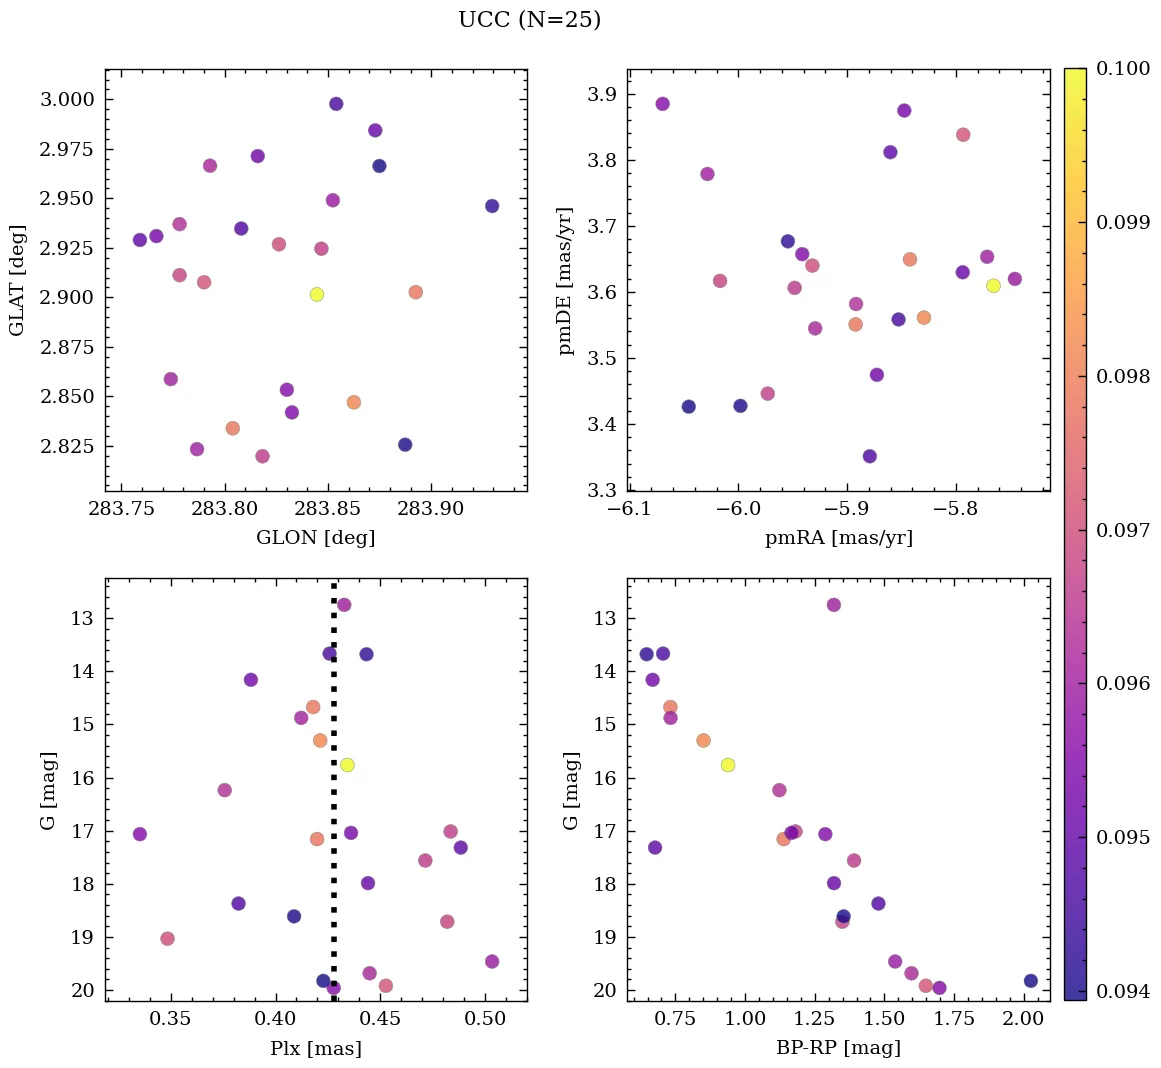 UCC (N=25)
3.000
2.975
2.950
2.925
2.900
2.875
2.850
2.825
GLAT [deg]
283.75 283.80 283.85 283.90
GLON [deg]
3.9
3.8
3.7
3.6
3.5
3.4
3.3
pmDE [mas/yr]
−6.1 −6.0 −5.9 −5.8
pmRA [mas/yr]
0.100
0.099
0.098
0.097
0.096
0.095
0.094
13
14
15
16
17
18
19
20
G [mag]
0.35 0.40 0.45 0.50
Plx [mas]
13
14
15
16
17
18
19
20
G [mag]
0.75 1.00 1.25 1.50 1.75 2.00
BP-RP [mag]